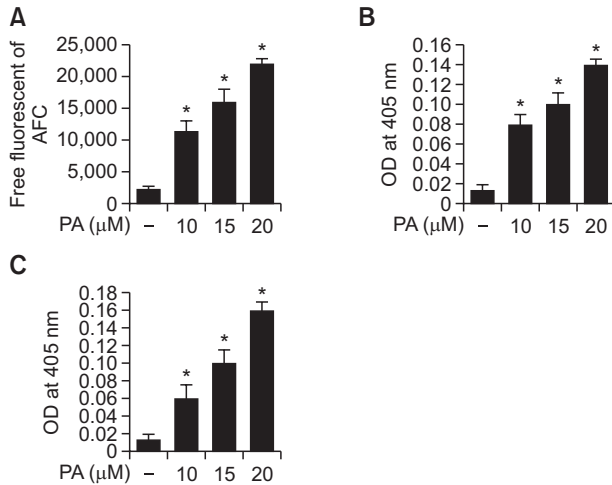 A
Free fluorescent of
AFC
25,000
20,000
15,000
10,000
5,000
0
* * *
PA (μM) – 10 15 20
B
OD at 405 nm
0.16
0.14
0.12
0.10
0.08
0.06
0.04
0.02
0
* * *
PA (μM) – 10 15 20
C
OD at 405 nm
0.18
0.16
0.14
0.12
0.10
0.08
0.06
0.04
0.02
0
* * *
PA (μM) – 10 15 20